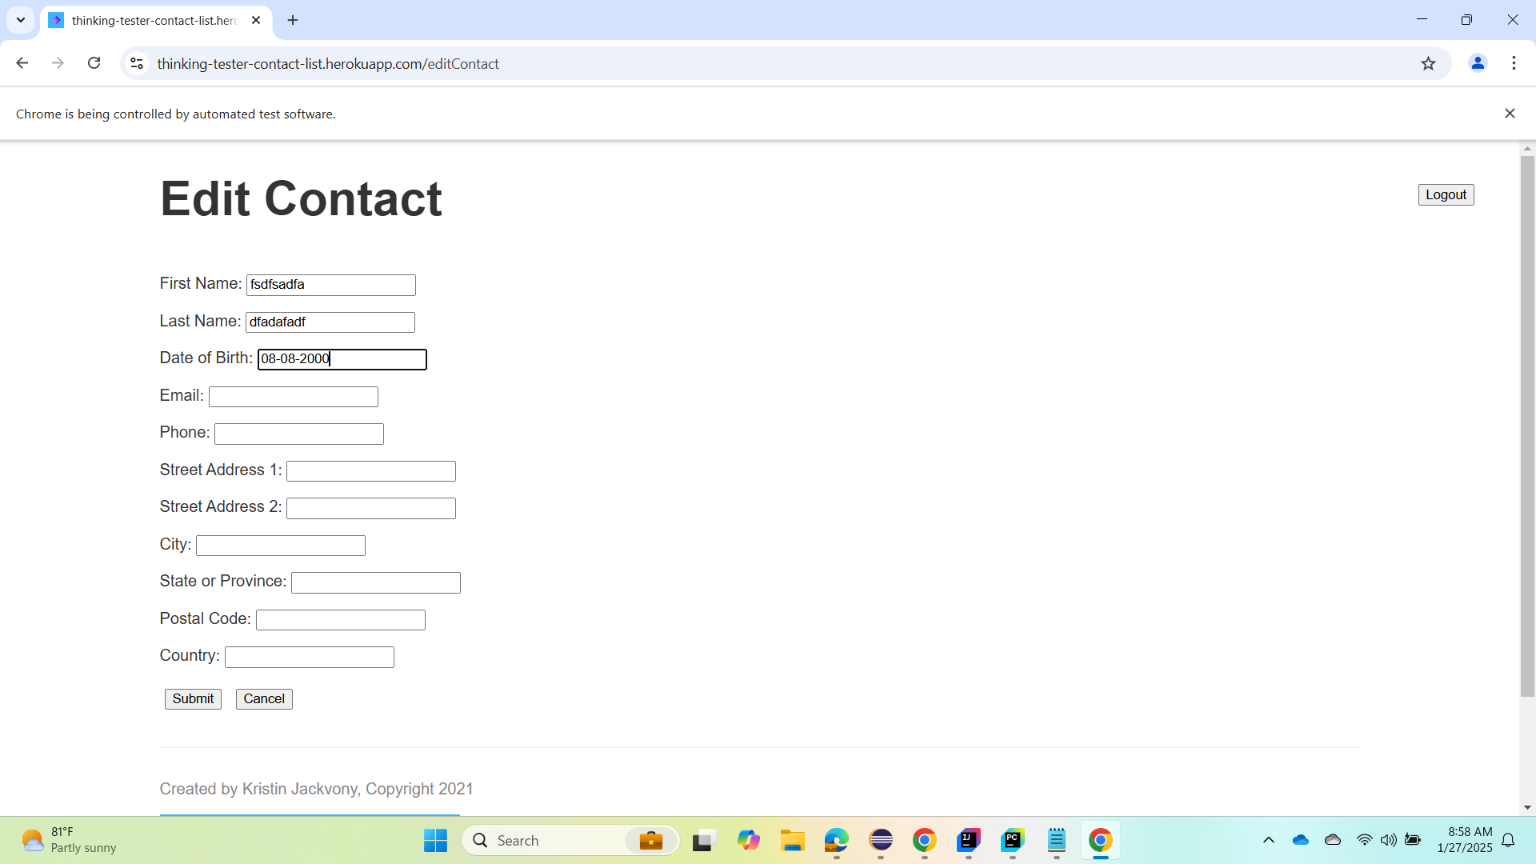 thinking-tester-contact-list.herc
thinking-tester-contact-list.herokuapp.com/editContact
Chrome is being controlled by automated test software.
Edit Contact
Logout
First Name: fsdfsadfa
Last Name: dfadafadf
Date of Birth: 08-08-2000
Email:
Phone:
Street Address 1:
Street Address 2:
City:
State or Province:
Postal Code:
Country:
Submit Cancel
Created by Kristin Jackvony, Copyright 2021
81°F
Partly sunny
Search
IJ
PC
8:58 AM
1/27/2025